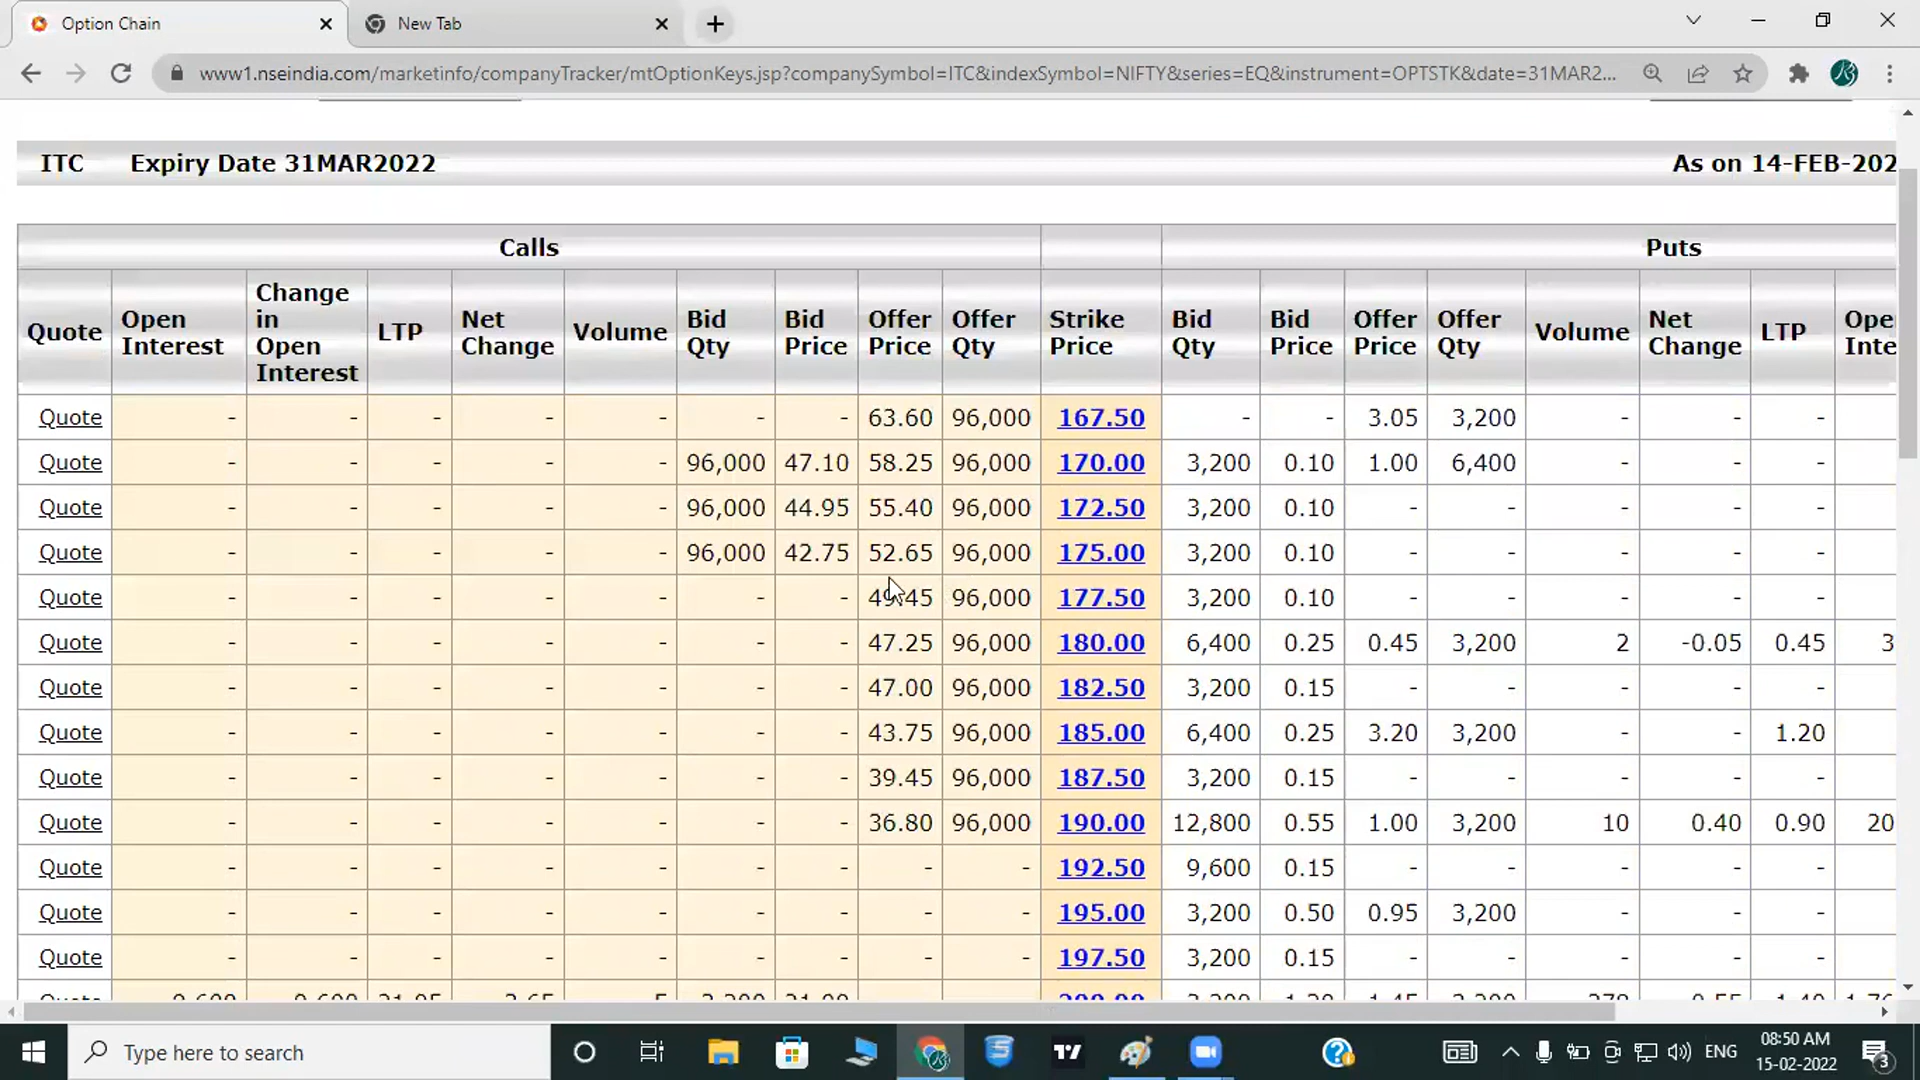 Option Chain
New Tab
www1.nseindia.com/marketinfo/companyTracker/mtOptionKeys.jsp?companySymbol=ITC&indexSymbol=NIFTY&series=EQ&instrument=OPTSTK&date=31MAR2...
ITC Expiry Date 31MAR2022 As on 14-FEB-202
Calls Puts
Quote Open Interest Change in Open Interest LTP Net Change Volume Bid Qty Bid Price Offer Price Offer Qty Strike Price Bid Qty Bid Price Offer Price Offer Qty Volume Net Change LTP Ope Inte
Quote - - - - - - - 63.60 96,000 167.50 - - 3.05 3,200 - - -
Quote - - - - - 96,000 47.10 58.25 96,000 170.00 3,200 0.10 1.00 6,400 - - -
Quote - - - - - 96,000 44.95 55.40 96,000 172.50 3,200 0.10 - - - - -
Quote - - - - - 96,000 42.75 52.65 96,000 175.00 3,200 0.10 - - - - -
Quote - - - - - - - 49.45 96,000 177.50 3,200 0.10 - - - - -
Quote - - - - - - - 47.25 96,000 180.00 6,400 0.25 0.45 3,200 2 -0.05 0.45 3
Quote - - - - - - - 47.00 96,000 182.50 3,200 0.15 - - - - -
Quote - - - - - - - 43.75 96,000 185.00 6,400 0.25 3.20 3,200 - - 1.20
Quote - - - - - - - 39.45 96,000 187.50 3,200 0.15 - - - - -
Quote - - - - - - - 36.80 96,000 190.00 12,800 0.55 1.00 3,200 10 0.40 0.90 20
Quote - - - - - - - - - 192.50 9,600 0.15 - - - - -
Quote - - - - - - - - - 195.00 3,200 0.50 0.95 3,200 - - -
Quote - - - - - - - - - 197.50 3,200 0.15 - - - - -
Type here to search
ENG
08:50 AM
15-02-2022
3